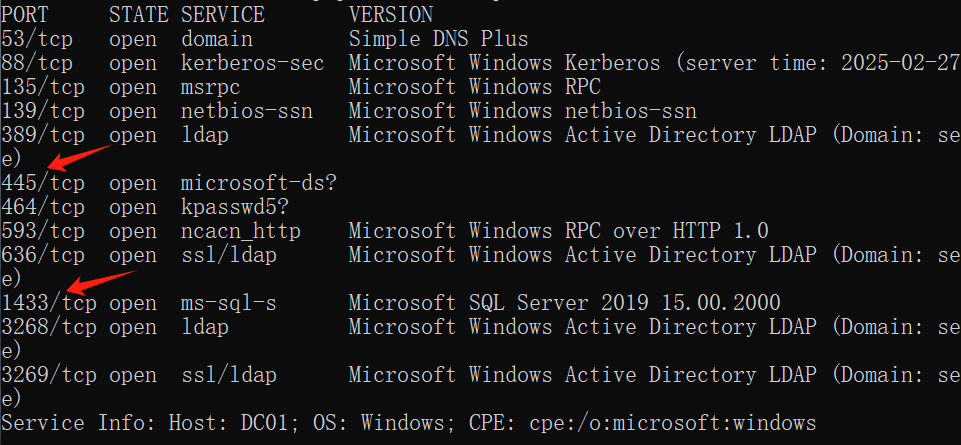 PORT STATE SERVICE VERSION
53/tcp open domain Simple DNS Plus
88/tcp open kerberos-sec Microsoft Windows Kerberos (server time: 2025-02-27
135/tcp open msrpc Microsoft Windows RPC
139/tcp open netbios-ssn Microsoft Windows netbios-ssn
389/tcp open ldap Microsoft Windows Active Directory LDAP (Domain: se
e)
445/tcp open microsoft-ds?
464/tcp open kpasswd5?
593/tcp open ncacn_http Microsoft Windows RPC over HTTP 1.0
636/tcp open ssl/ldap Microsoft Windows Active Directory LDAP (Domain: se
e)
1433/tcp open ms-sql-s Microsoft SQL Server 2019 15.00.2000
3268/tcp open ldap Microsoft Windows Active Directory LDAP (Domain: se
e)
3269/tcp open ssl/ldap Microsoft Windows Active Directory LDAP (Domain: se
e)
Service Info: Host: DC01; OS: Windows; CPE: cpe:/o:microsoft:windows